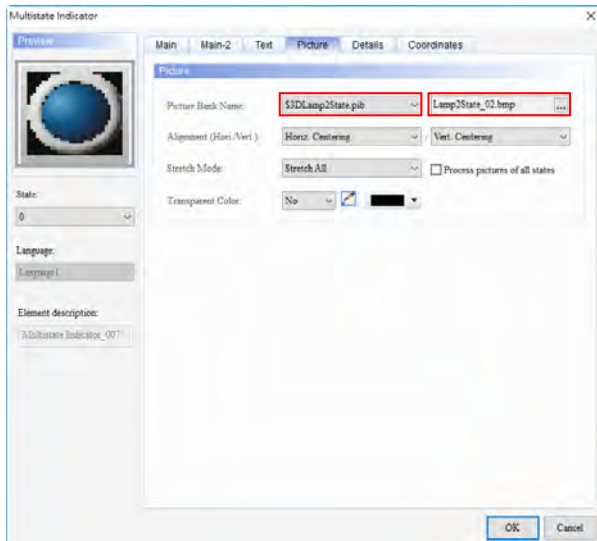 Multistate Indicator
Preview
Main Main-2 Text Picture Details Coordinates
Picture
Picture Bank Name: S3DLamp2State.pib Lamp2State_02.bmp ...
Alignment (Hori./Vert.): Horiz. Centering / Vert. Centering
Stretch Mode: Stretch All Process pictures of all states
Transparent Color: No
State:
0
Language:
Language1
Element description:
Multistate Indicator_007
OK Cancel